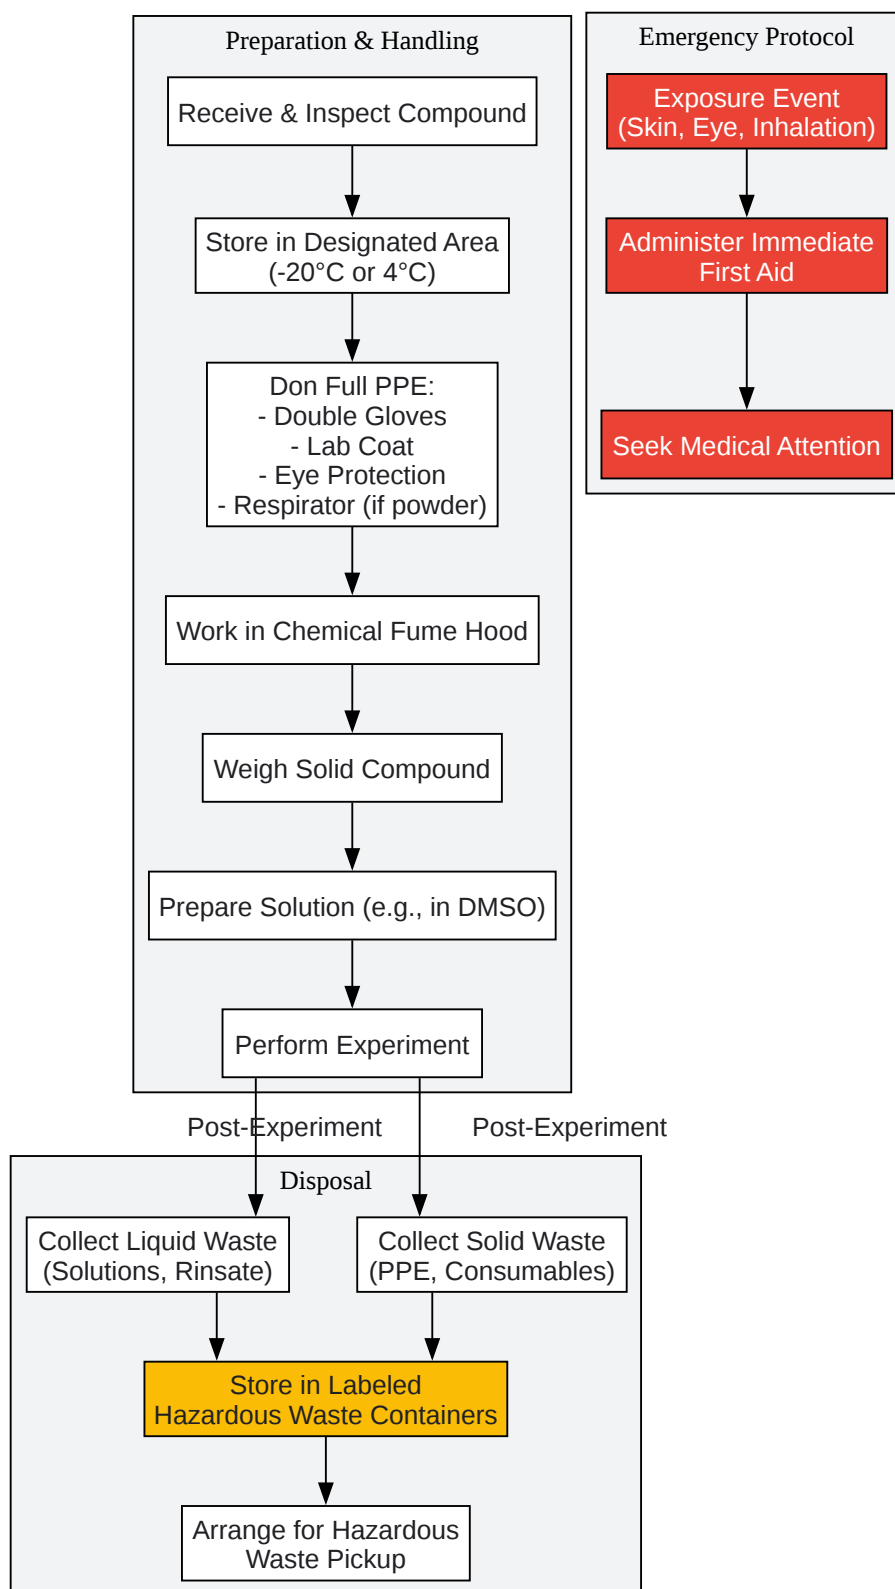 Preparation & Handling
Receive & Inspect Compound
Store in Designated Area
(-20°C or 4°C)
Don Full PPE:
- Double Gloves
- Lab Coat
- Eye Protection
- Respirator (if powder)
Work in Chemical Fume Hood
Weigh Solid Compound
Prepare Solution (e.g., in DMSO)
Perform Experiment
Emergency Protocol
Exposure Event
(Skin, Eye, Inhalation)
Administer Immediate
First Aid
Seek Medical Attention
Post-Experiment
Post-Experiment
Disposal
Collect Liquid Waste
(Solutions, Rinsate)
Collect Solid Waste
(PPE, Consumables)
Store in Labeled
Hazardous Waste Containers
Arrange for Hazardous
Waste Pickup